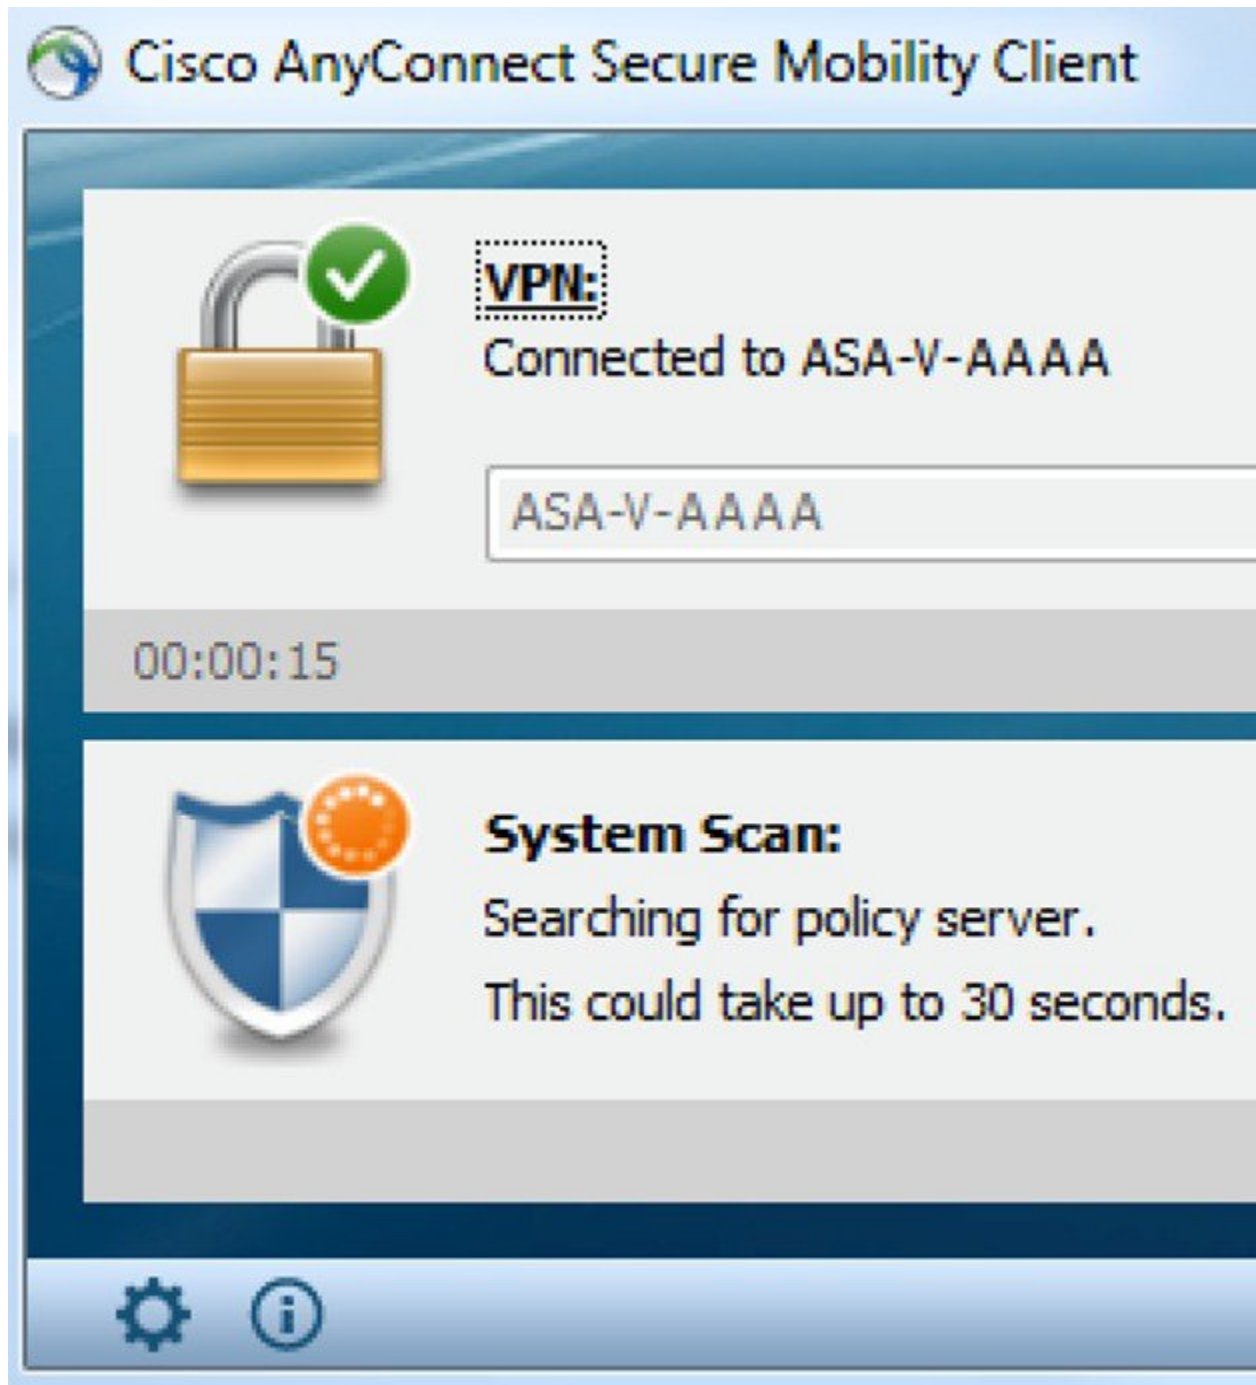 Cisco AnyConnect Secure Mobility Client
VPN:
Connected to ASA-V-AAAA
ASA-V-AAAA
00:00:15
System Scan:
Searching for policy server.
This could take up to 30 seconds.